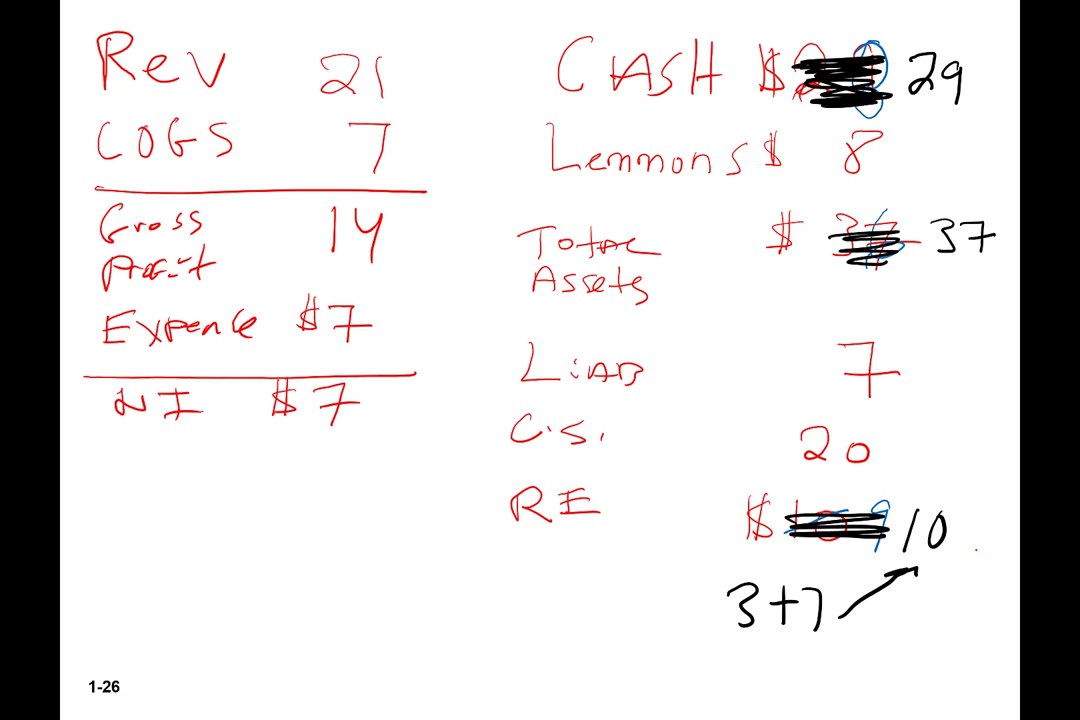 Rev 21
COGS 7
Gross 14
Profit
Expence $7
NI $7
CASH $ 29
Lemmons $ 8
Total $ 37
Assets
LiAB 7
C.S. 20
RE $ 9 10
3+7
1-26